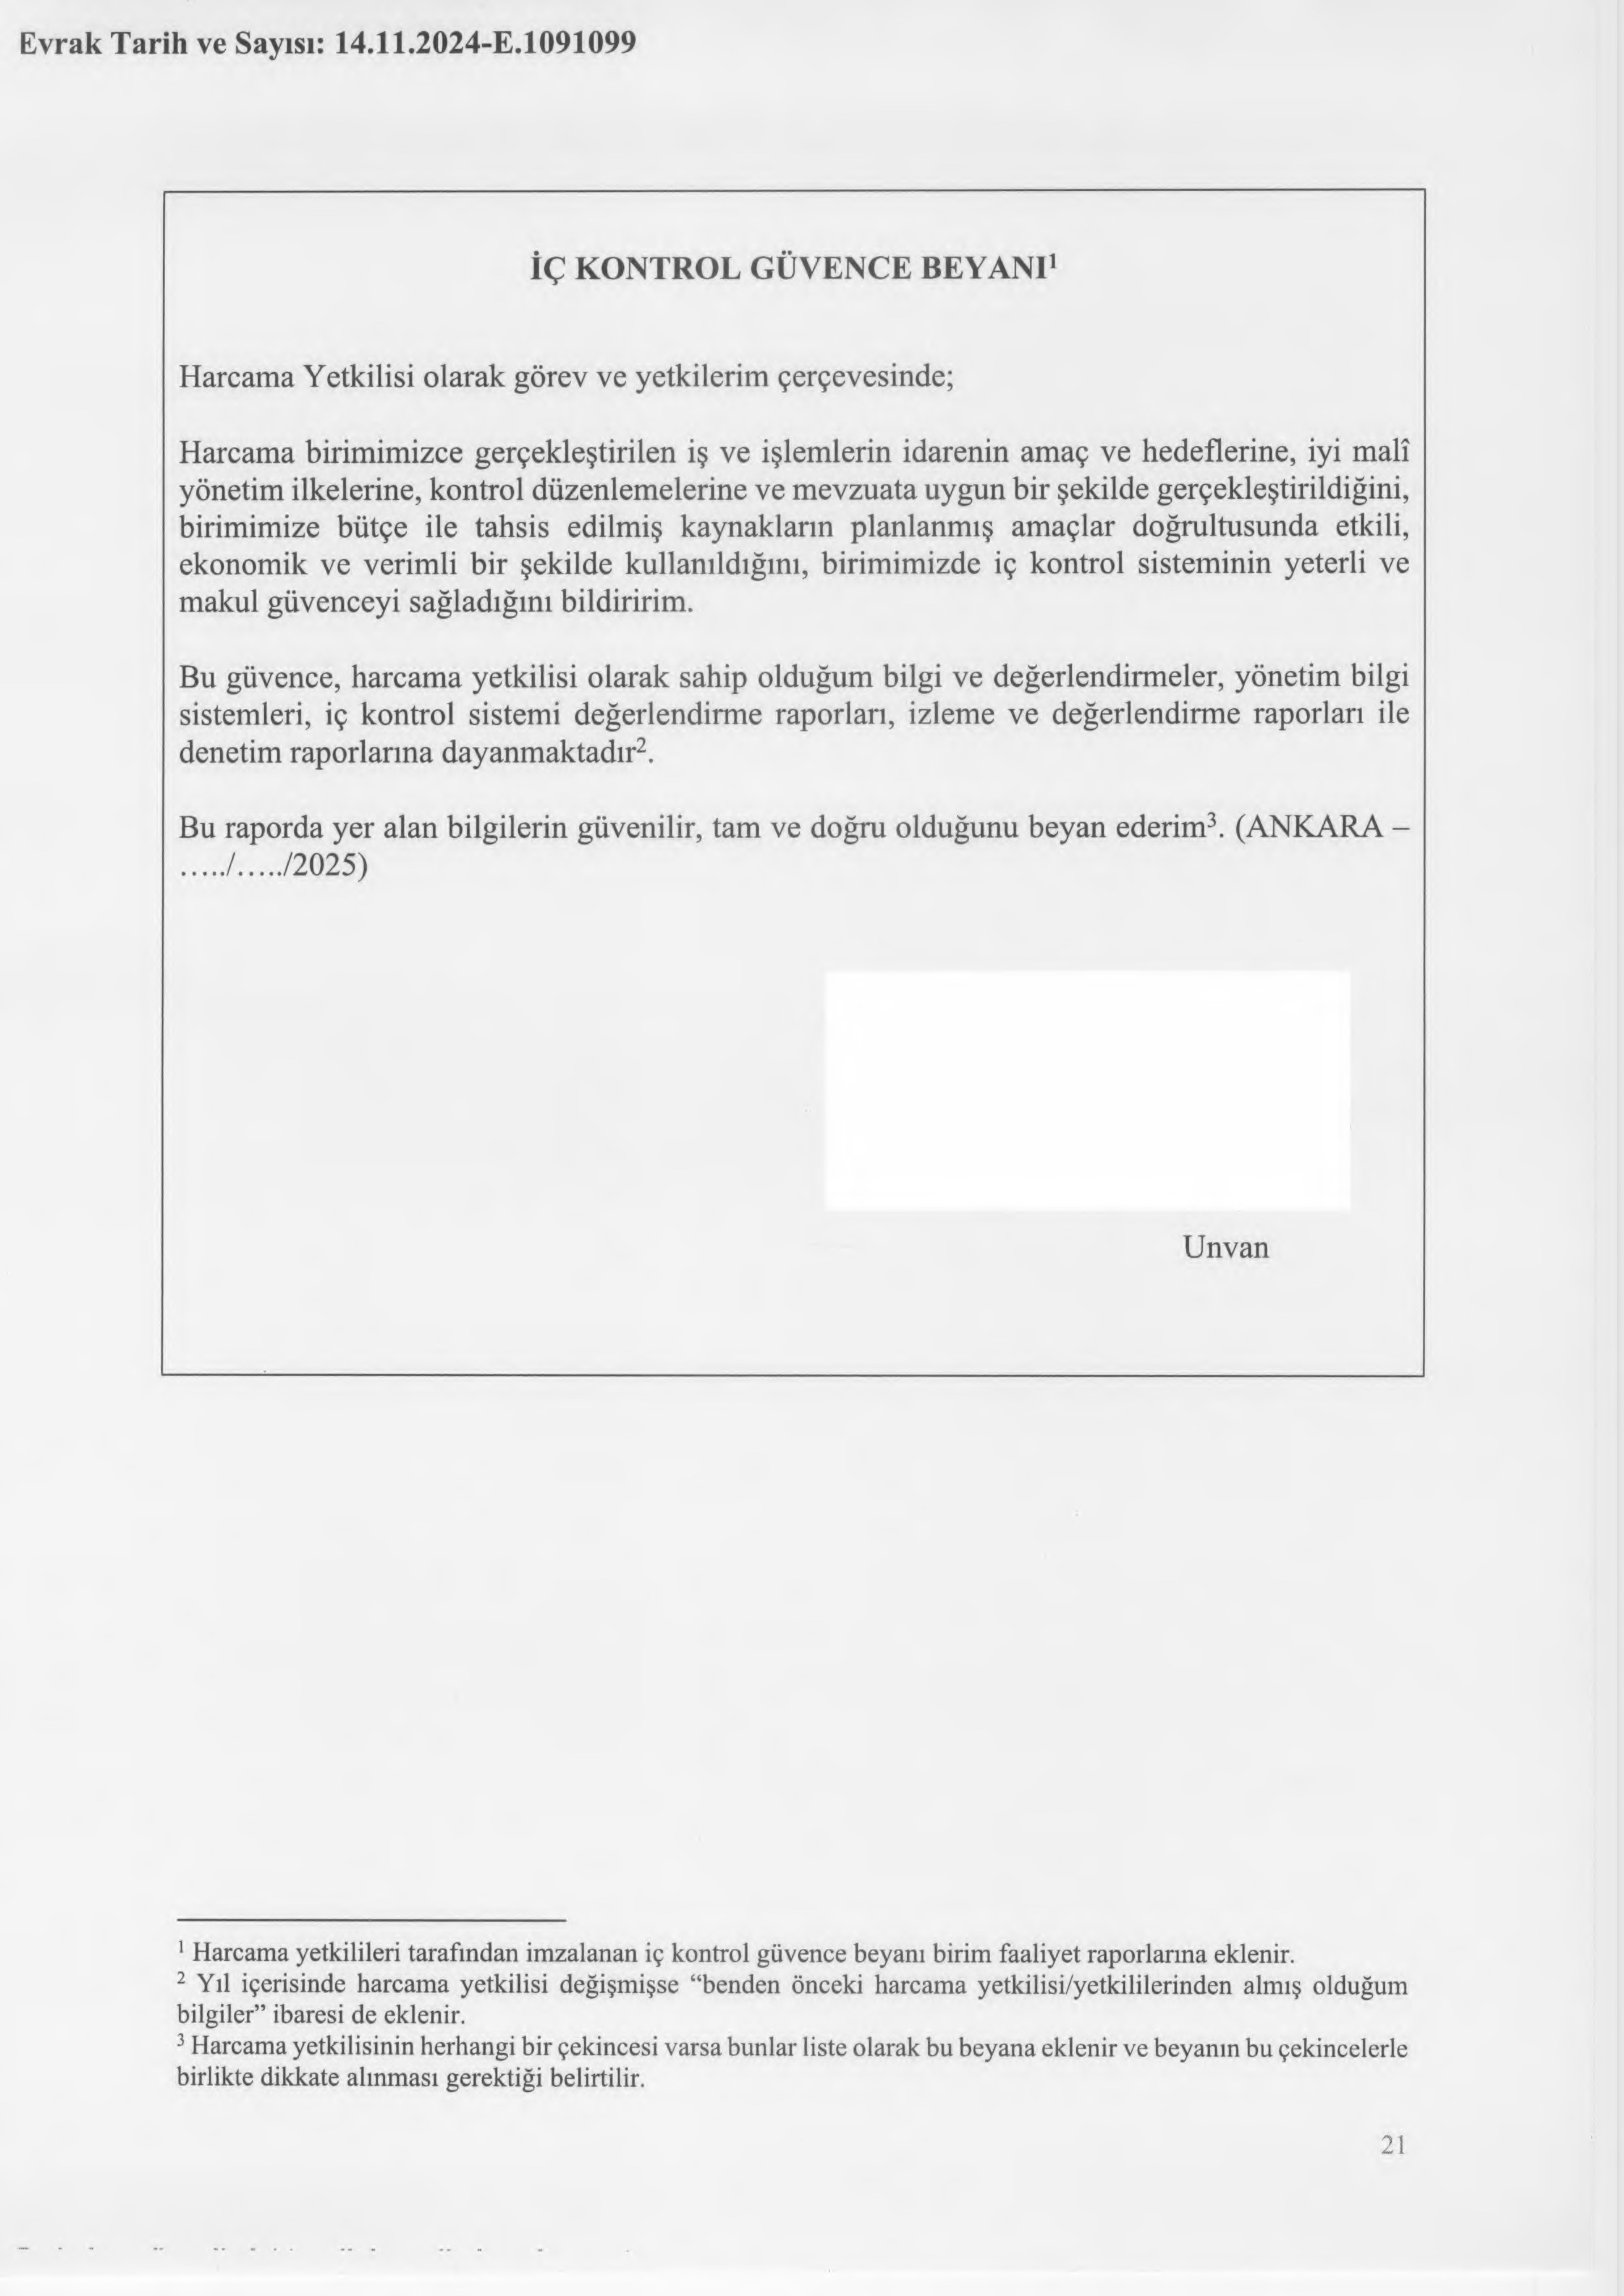 Evrak Tarih ve Sayısı: 14.11.2024-E.1091099
İÇ KONTROL GÜVENCE BEYANI¹
Harcama Yetkilisi olarak görev ve yetkilerim çerçevesinde;
Harcama birimimizce gerçekleştirilen iş ve işlemlerin idarenin amaç ve hedeflerine, iyi malî
yönetim ilkelerine, kontrol düzenlemelerine ve mevzuata uygun bir şekilde gerçekleştirildiğini,
birimimize bütçe ile tahsis edilmiş kaynakların planlanmış amaçlar doğrultusunda etkili,
ekonomik ve verimli bir şekilde kullanıldığını, birimimizde iç kontrol sisteminin yeterli ve
makul güvenceyi sağladığını bildiririm.
Bu güvence, harcama yetkilisi olarak sahip olduğum bilgi ve değerlendirmeler, yönetim bilgi
sistemleri, iç kontrol sistemi değerlendirme raporları, izleme ve değerlendirme raporları ile
denetim raporlarına dayanmaktadır².
Bu raporda yer alan bilgilerin güvenilir, tam ve doğru olduğunu beyan ederim³. (ANKARA –
...../...../2025)
Unvan
¹ Harcama yetkilileri tarafından imzalanan iç kontrol güvence beyanı birim faaliyet raporlarına eklenir.
² Yıl içerisinde harcama yetkilisi değişmişse “benden önceki harcama yetkilisi/yetkililerinden almış olduğum
bilgiler” ibaresi de eklenir.
³ Harcama yetkilisinin herhangi bir çekincesi varsa bunlar liste olarak bu beyana eklenir ve beyanın bu çekincelerle
birlikte dikkate alınması gerektiği belirtilir.
21